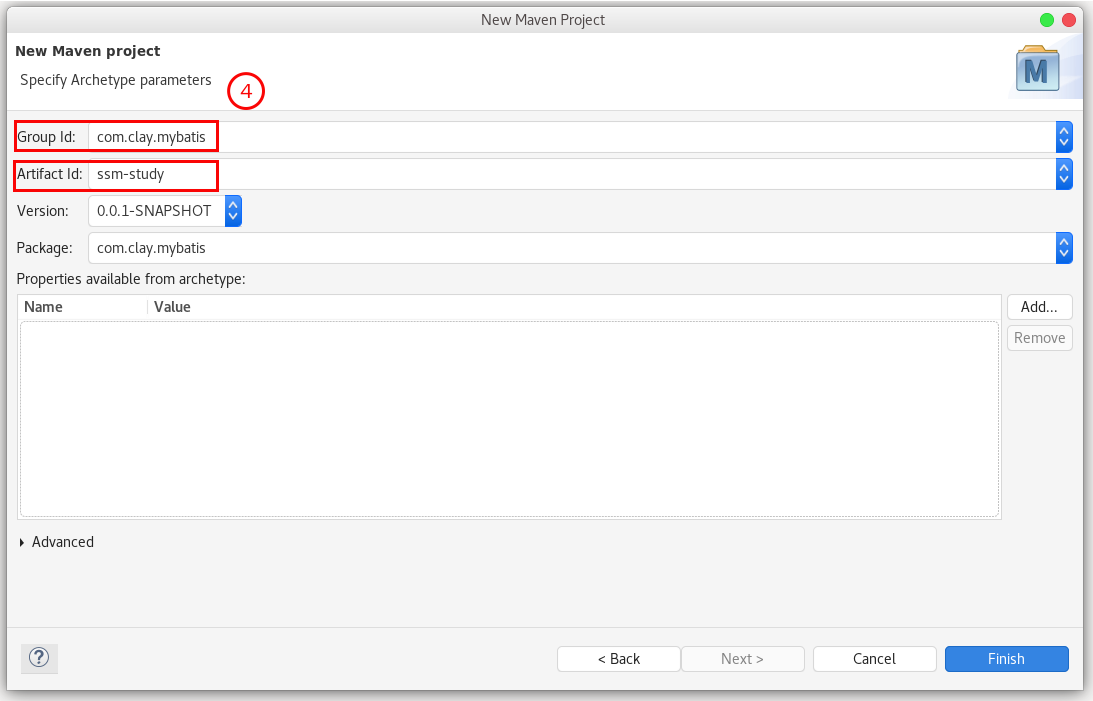 New Maven Project
New Maven project
Specify Archetype parameters
4
M
Group Id: com.clay.mybatis
Artifact Id: ssm-study
Version: 0.0.1-SNAPSHOT
Package: com.clay.mybatis
Properties available from archetype:
Name Value
Add...
Remove
Advanced
?
< Back Next > Cancel Finish